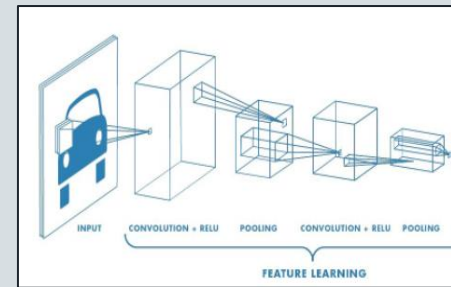 INPUT CONVOLUTION + RELU POOLING CONVOLUTION + RELU POOLING
FEATURE LEARNING